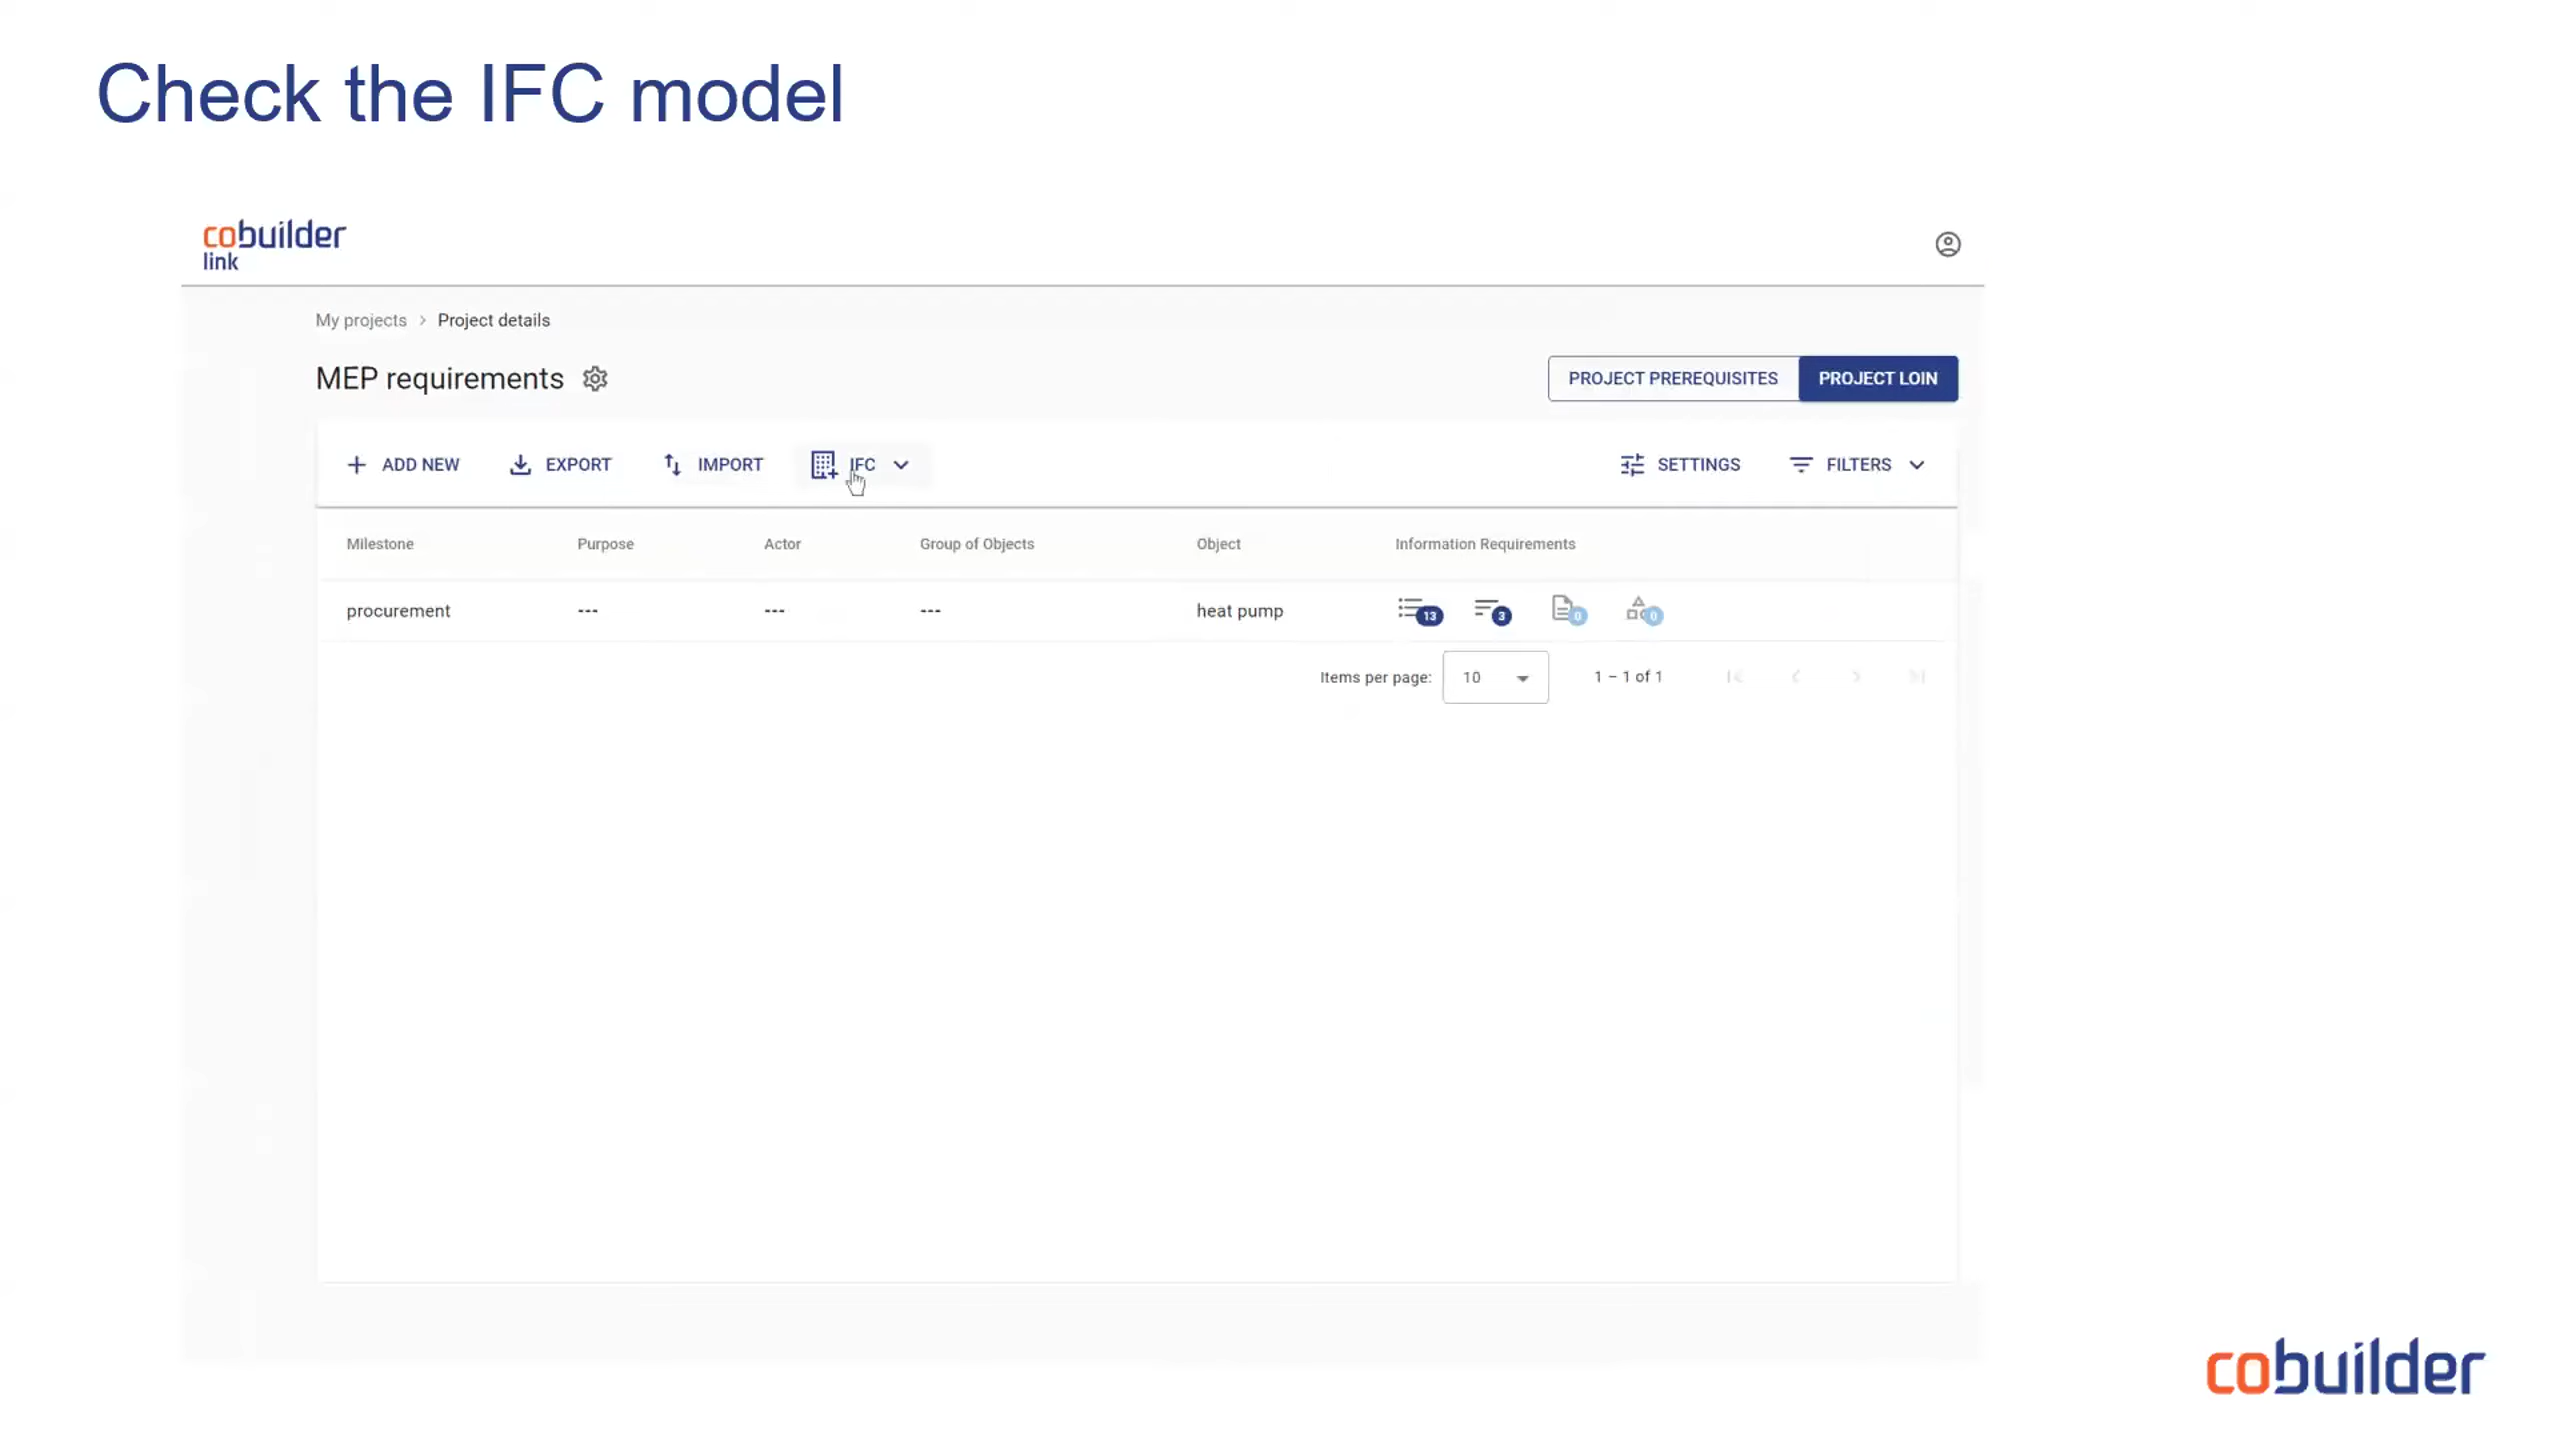 Check the IFC model
cobuilder
link
My projects > Project details
MEP requirements
PROJECT PREREQUISITES PROJECT LOIN
ADD NEW EXPORT IMPORT IFC SETTINGS FILTERS
Milestone Purpose Actor Group of Objects Object Information Requirements
procurement --- --- --- heat pump 13 3 0 0
Items per page: 10 1 – 1 of 1
cobuilder